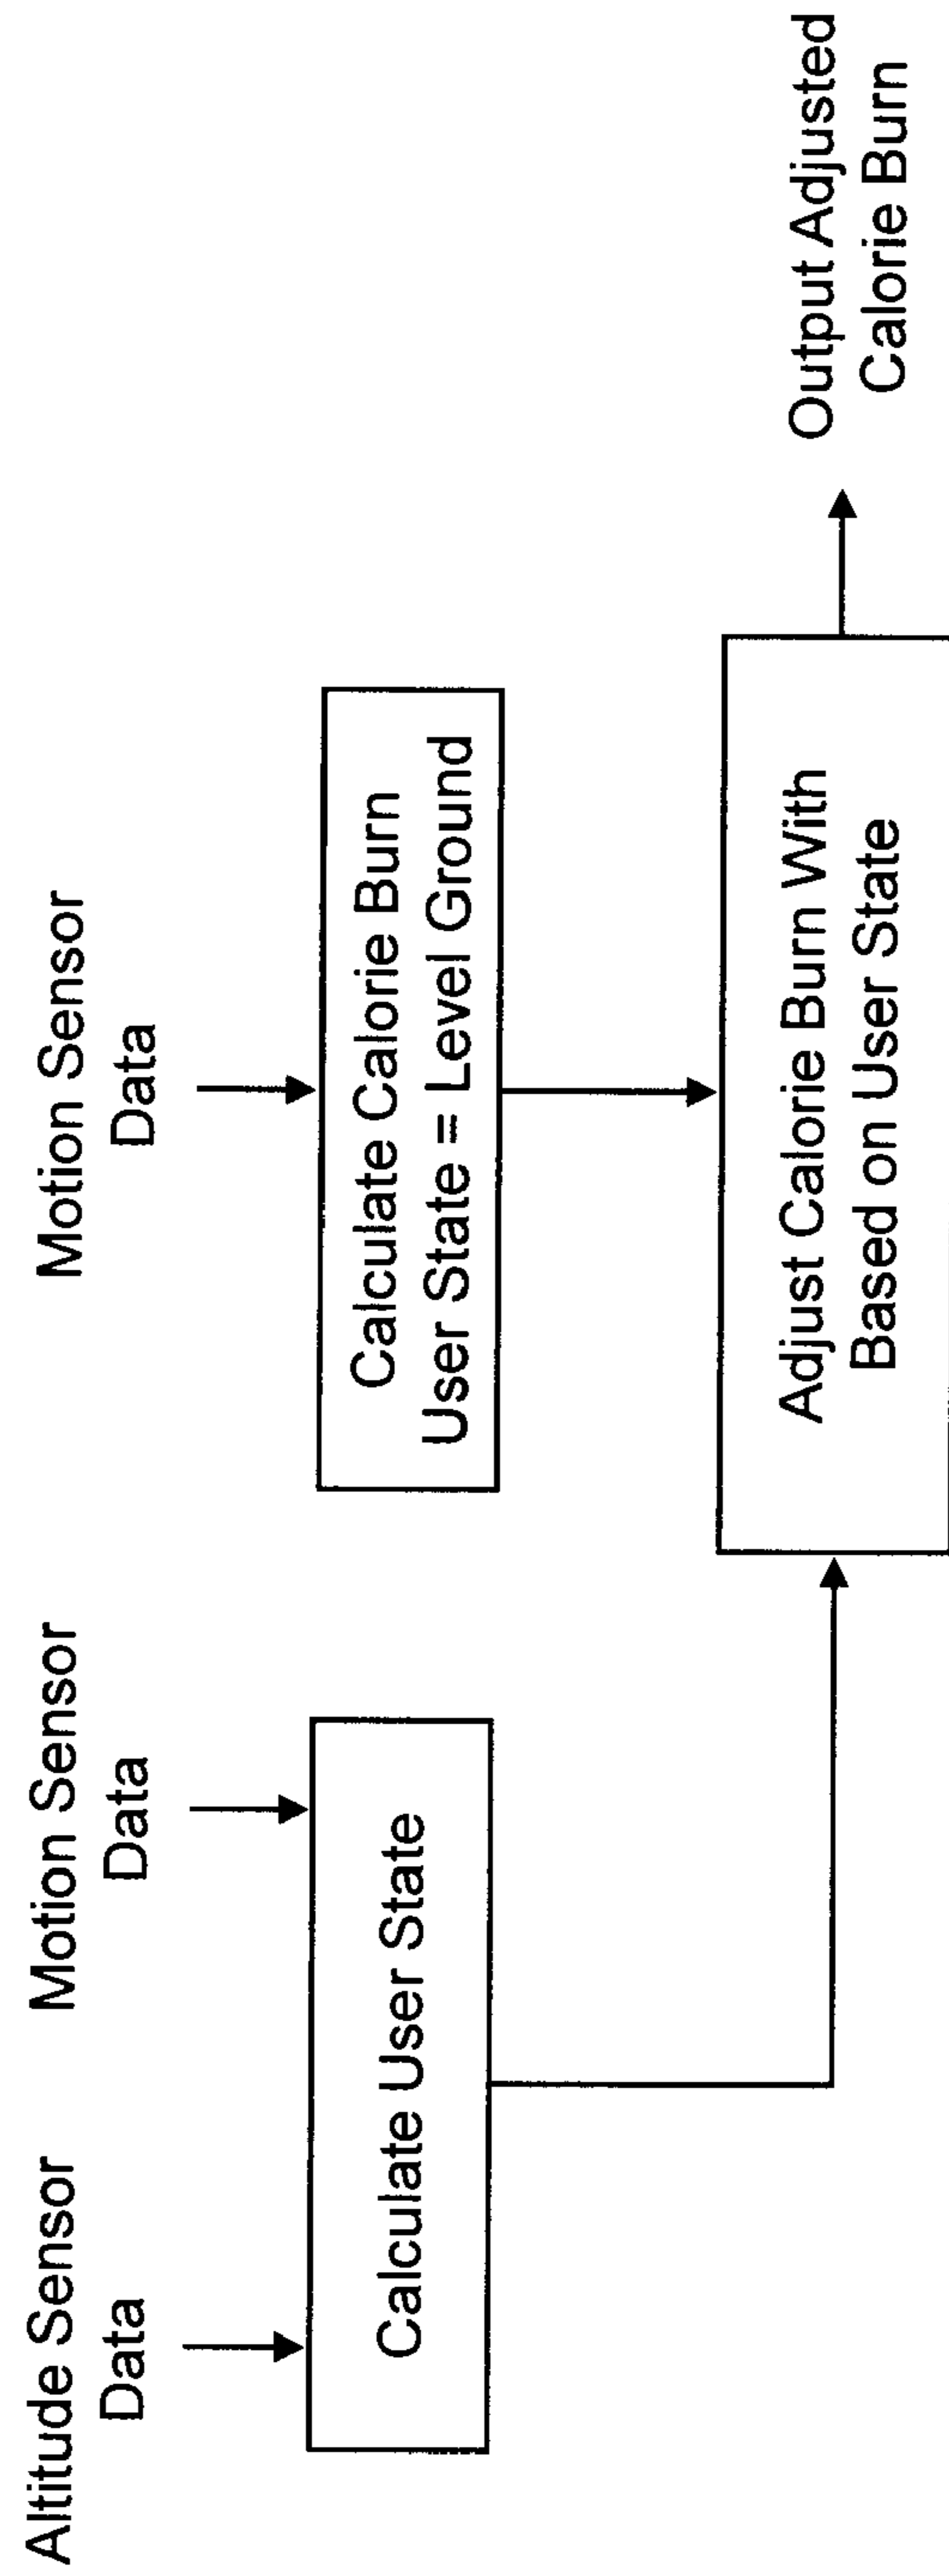 Altitude Sensor
Data
Motion Sensor
Data
Motion Sensor
Data
Calculate User State
Calculate Calorie Burn
User State = Level Ground
Adjust Calorie Burn With
Based on User State
Output Adjusted
Calorie Burn